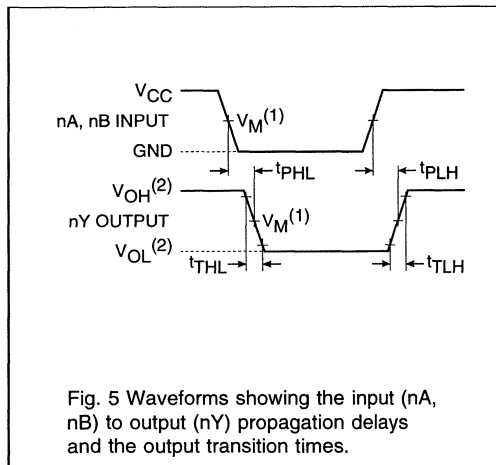 VCC
nA, nB INPUT
VM(1)
GND
tPHL
tPLH
VOH(2)
nY OUTPUT
VM(1)
VOL(2)
tTHL
tTLH
Fig. 5 Waveforms showing the input (nA,
nB) to output (nY) propagation delays
and the output transition times.